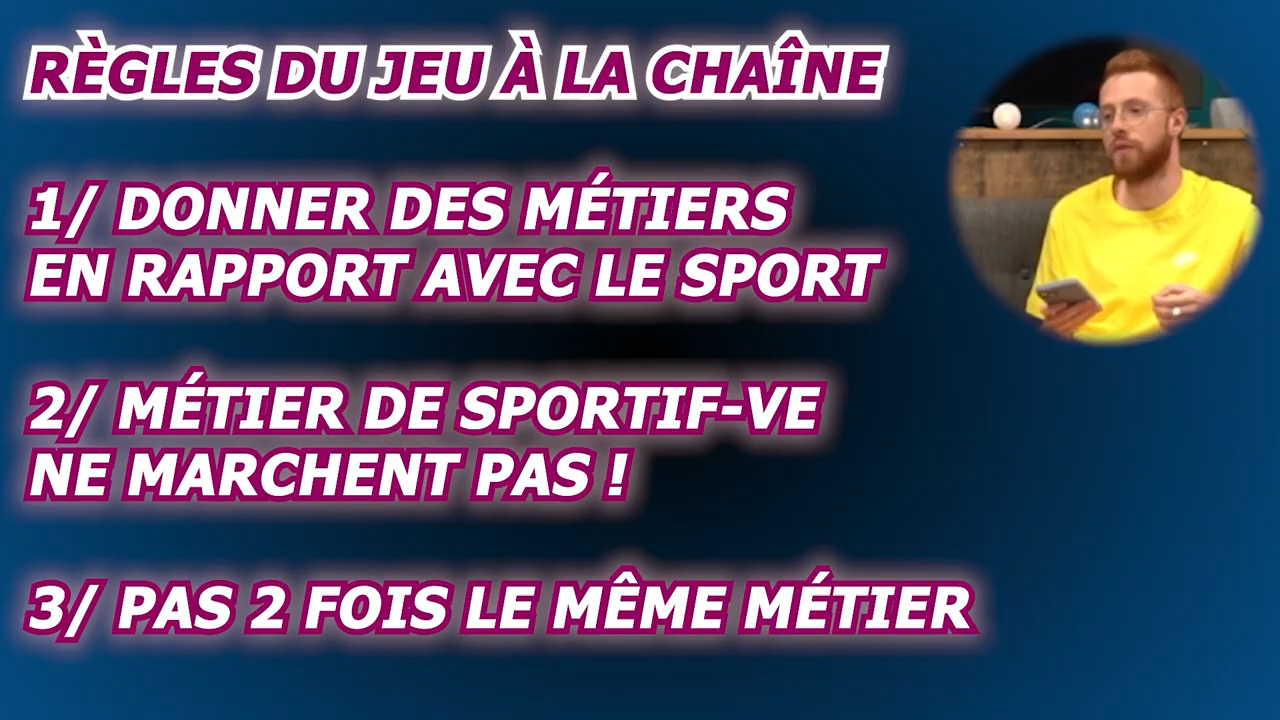 RÈGLES DU JEU À LA CHAÎNE
1/ DONNER DES MÉTIERS
EN RAPPORT AVEC LE SPORT
2/ MÉTIER DE SPORTIF-VE
NE MARCHENT PAS !
3/ PAS 2 FOIS LE MÊME MÉTIER